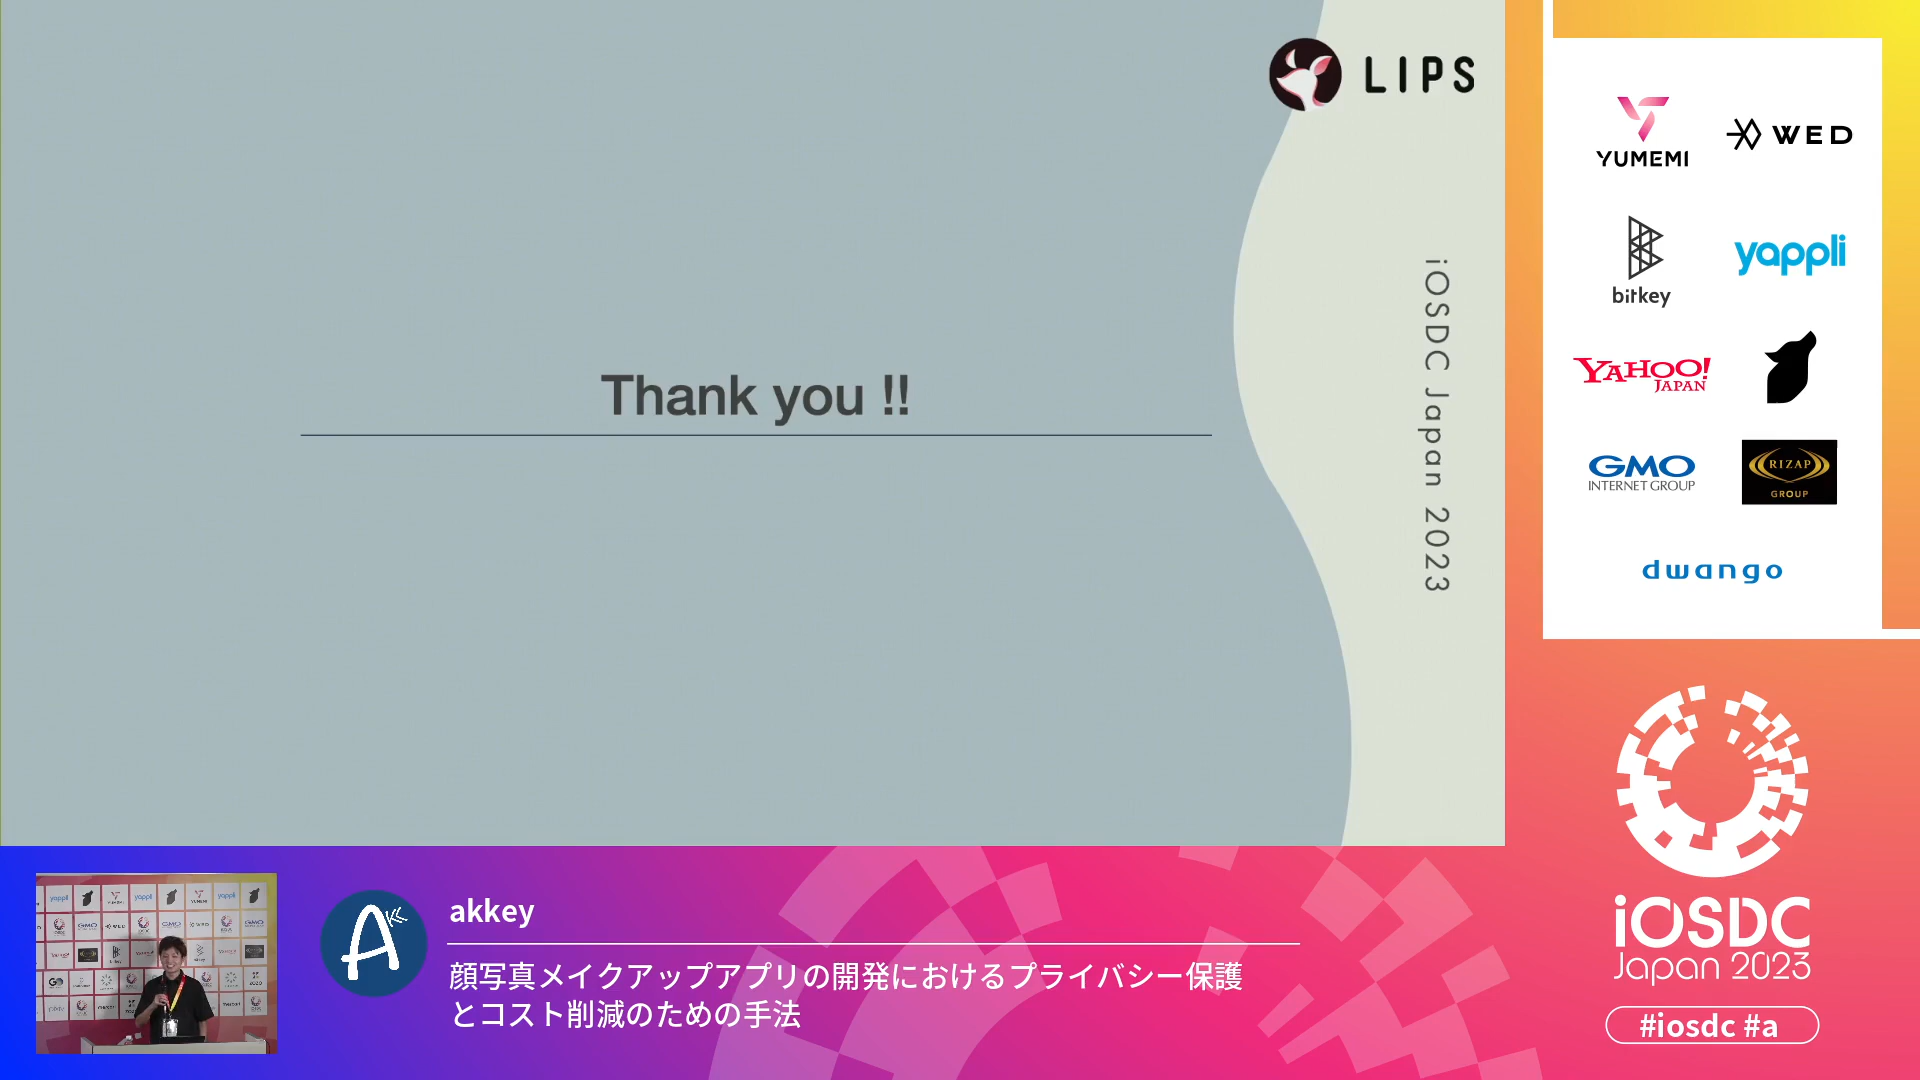 LIPS
Thank you !!
iOSDC Japan 2023
YUMEMI
WED
bitkey
yappli
YAHOO!
JAPAN
GMO
INTERNET GROUP
RIZAP
GROUP
dwango
iOSDC
Japan 2023
#iosdc #a
akkey
顔写真メイクアップアプリの開発におけるプライバシー保護
とコスト削減のための手法